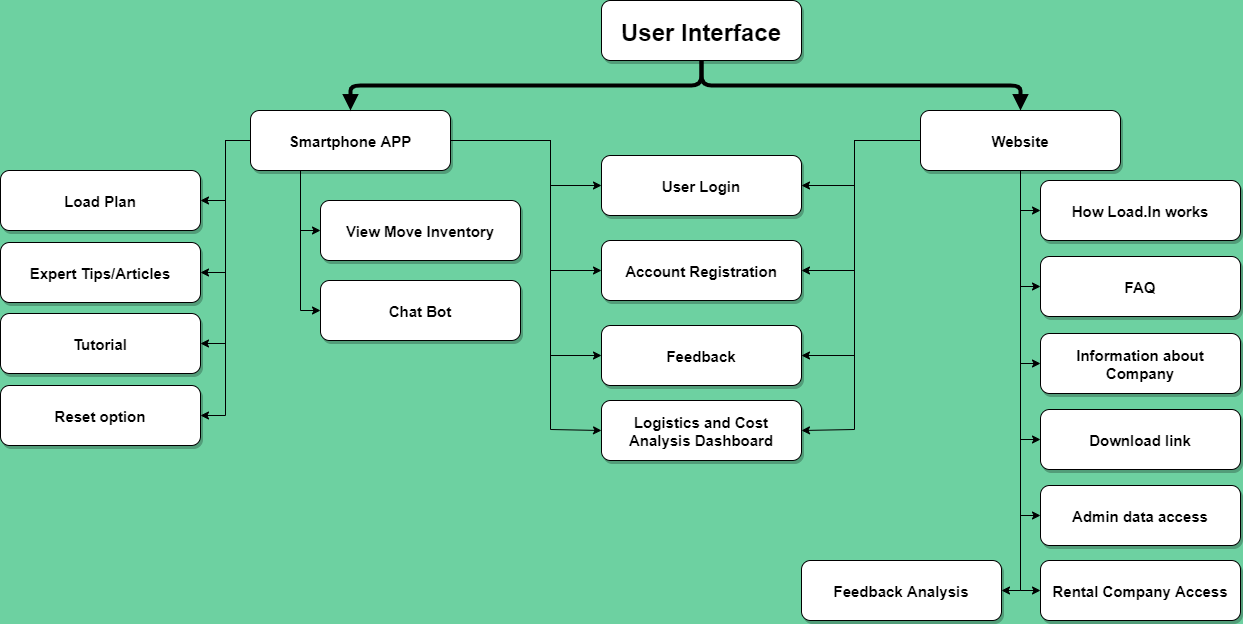 User Interface
Smartphone APP
Website
Load Plan
Expert Tips/Articles
Tutorial
Reset option
View Move Inventory
Chat Bot
User Login
Account Registration
Feedback
Logistics and Cost
Analysis Dashboard
How Load.In works
FAQ
Information about
Company
Download link
Admin data access
Feedback Analysis
Rental Company Access